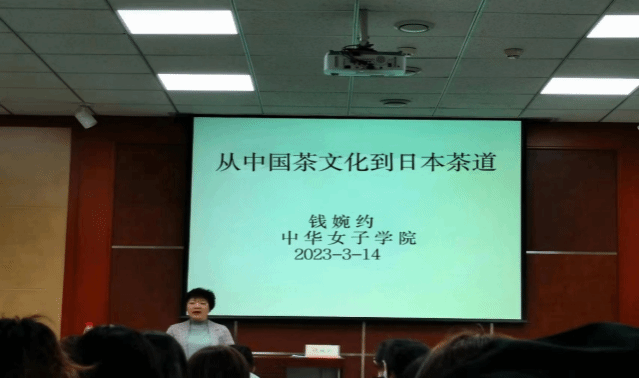 从中国茶文化到日本茶道
钱婉约
中华女子学院
2023-3-14